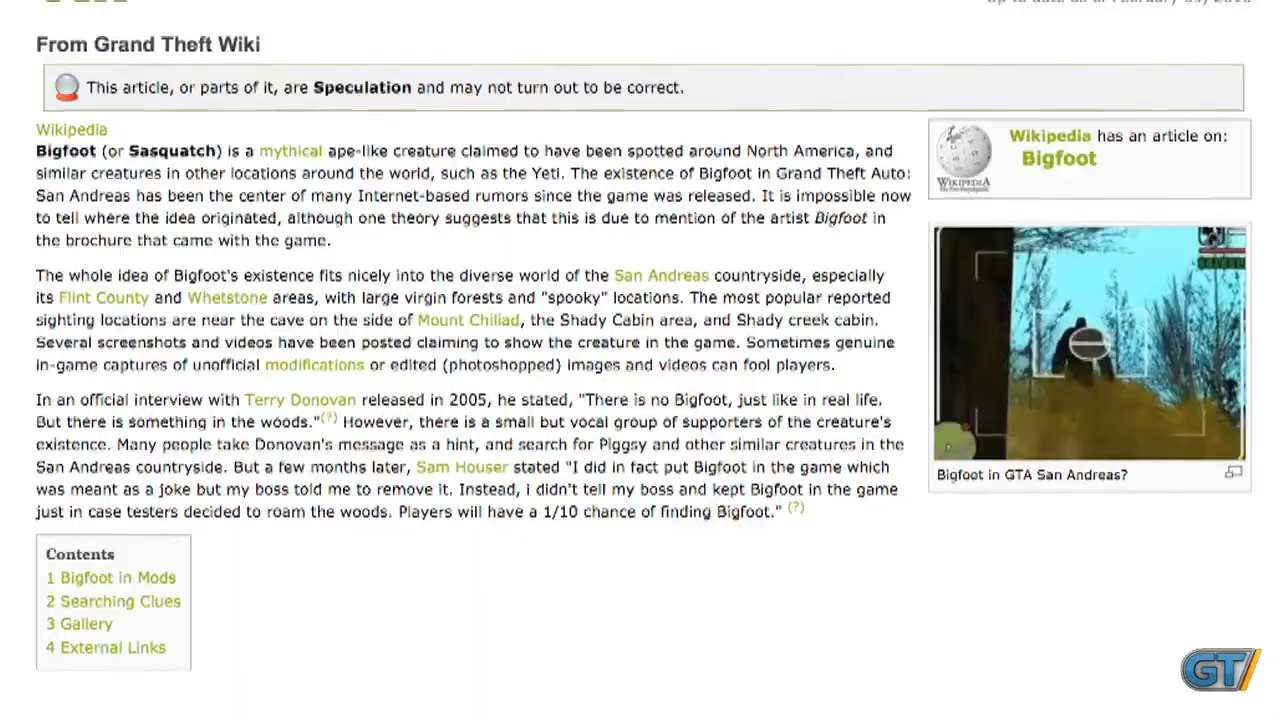 From Grand Theft Wiki
This article, or parts of it, are Speculation and may not turn out to be correct.
Wikipedia
Bigfoot (or Sasquatch) is a mythical ape-like creature claimed to have been spotted around North America, and
similar creatures in other locations around the world, such as the Yeti. The existence of Bigfoot in Grand Theft Auto:
San Andreas has been the center of many Internet-based rumors since the game was released. It is impossible now
to tell where the idea originated, although one theory suggests that this is due to mention of the artist Bigfoot in
the brochure that came with the game.
The whole idea of Bigfoot's existence fits nicely into the diverse world of the San Andreas countryside, especially
its Flint County and Whetstone areas, with large virgin forests and "spooky" locations. The most popular reported
sighting locations are near the cave on the side of Mount Chiliad, the Shady Cabin area, and Shady creek cabin.
Several screenshots and videos have been posted claiming to show the creature in the game. Sometimes genuine
in-game captures of unofficial modifications or edited (photoshopped) images and videos can fool players.
In an official interview with Terry Donovan released in 2005, he stated, "There is no Bigfoot, just like in real life.
But there is something in the woods."(?) However, there is a small but vocal group of supporters of the creature's
existence. Many people take Donovan's message as a hint, and search for Piggsy and other similar creatures in the
San Andreas countryside. But a few months later, Sam Houser stated "I did in fact put Bigfoot in the game which
was meant as a joke but my boss told me to remove it. Instead, i didn't tell my boss and kept Bigfoot in the game
just in case testers decided to roam the woods. Players will have a 1/10 chance of finding Bigfoot." (?)
Wikipedia has an article on:
Bigfoot
WIKIPEDIA
Bigfoot in GTA San Andreas?
Contents
1 Bigfoot in Mods
2 Searching Clues
3 Gallery
4 External Links
GT